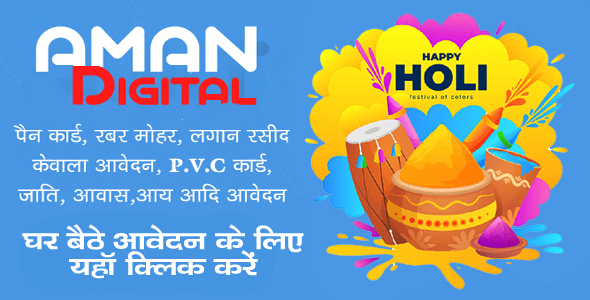 AMAN
DIGITAL
पैन कार्ड, रबर मोहर, लगान रसीद
केवाला आवेदन, P.V.C कार्ड,
जाति, आवास,आय आदि आवेदन
घर बैठे आवेदन के लिए
यहॉ क्लिक करें
HAPPY
HOLI
festival of colors